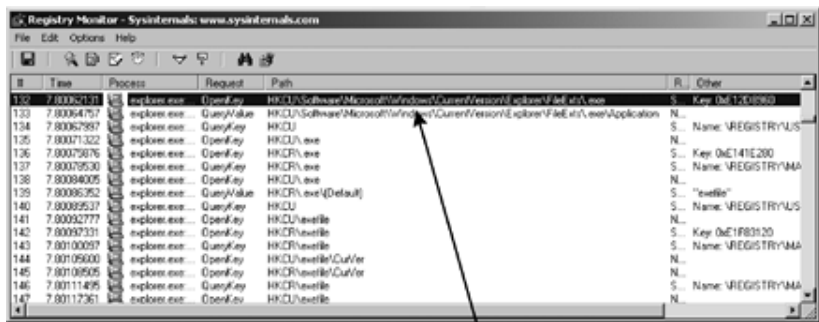 Registry Monitor - Sysinternals: www.sysinternals.com
File Edit Options Help
# Time Process Request Path R... Other
132 7.80062131 explorer.exe:... OpenKey HKCU\Software\Microsoft\Windows\CurrentVersion\Explorer\FileExts\.exe S... Key: 0xE12D8960
133 7.80064757 explorer.exe:... QueryValue HKCU\Software\Microsoft\Windows\CurrentVersion\Explorer\FileExts\.exe\Application N...
134 7.80067997 explorer.exe:... QueryKey HKCU S... Name: \REGISTRY\US
135 7.80071322 explorer.exe:... OpenKey HKCU\.exe N...
136 7.80075876 explorer.exe:... OpenKey HKCR\.exe S... Key: 0xE141E280
137 7.80078530 explorer.exe:... QueryKey HKCR\.exe S... Name: \REGISTRY\MA
138 7.80084005 explorer.exe:... OpenKey HKCU\.exe N...
139 7.80086352 explorer.exe:... QueryValue HKCR\.exe\(Default) S... "exefile"
140 7.80089537 explorer.exe:... QueryKey HKCU S... Name: \REGISTRY\US
141 7.80092777 explorer.exe:... OpenKey HKCU\exefile N...
142 7.80097331 explorer.exe:... OpenKey HKCR\exefile S... Key: 0xE1F83120
143 7.80100097 explorer.exe:... QueryKey HKCR\exefile S... Name: \REGISTRY\MA
144 7.80105600 explorer.exe:... OpenKey HKCU\exefile\CurVer N...
145 7.80108505 explorer.exe:... OpenKey HKCR\exefile\CurVer N...
146 7.80111495 explorer.exe:... QueryKey HKCR\exefile S... Name: \REGISTRY\MA
147 7.80117361 explorer.exe:... OpenKey HKCU\exefile N...